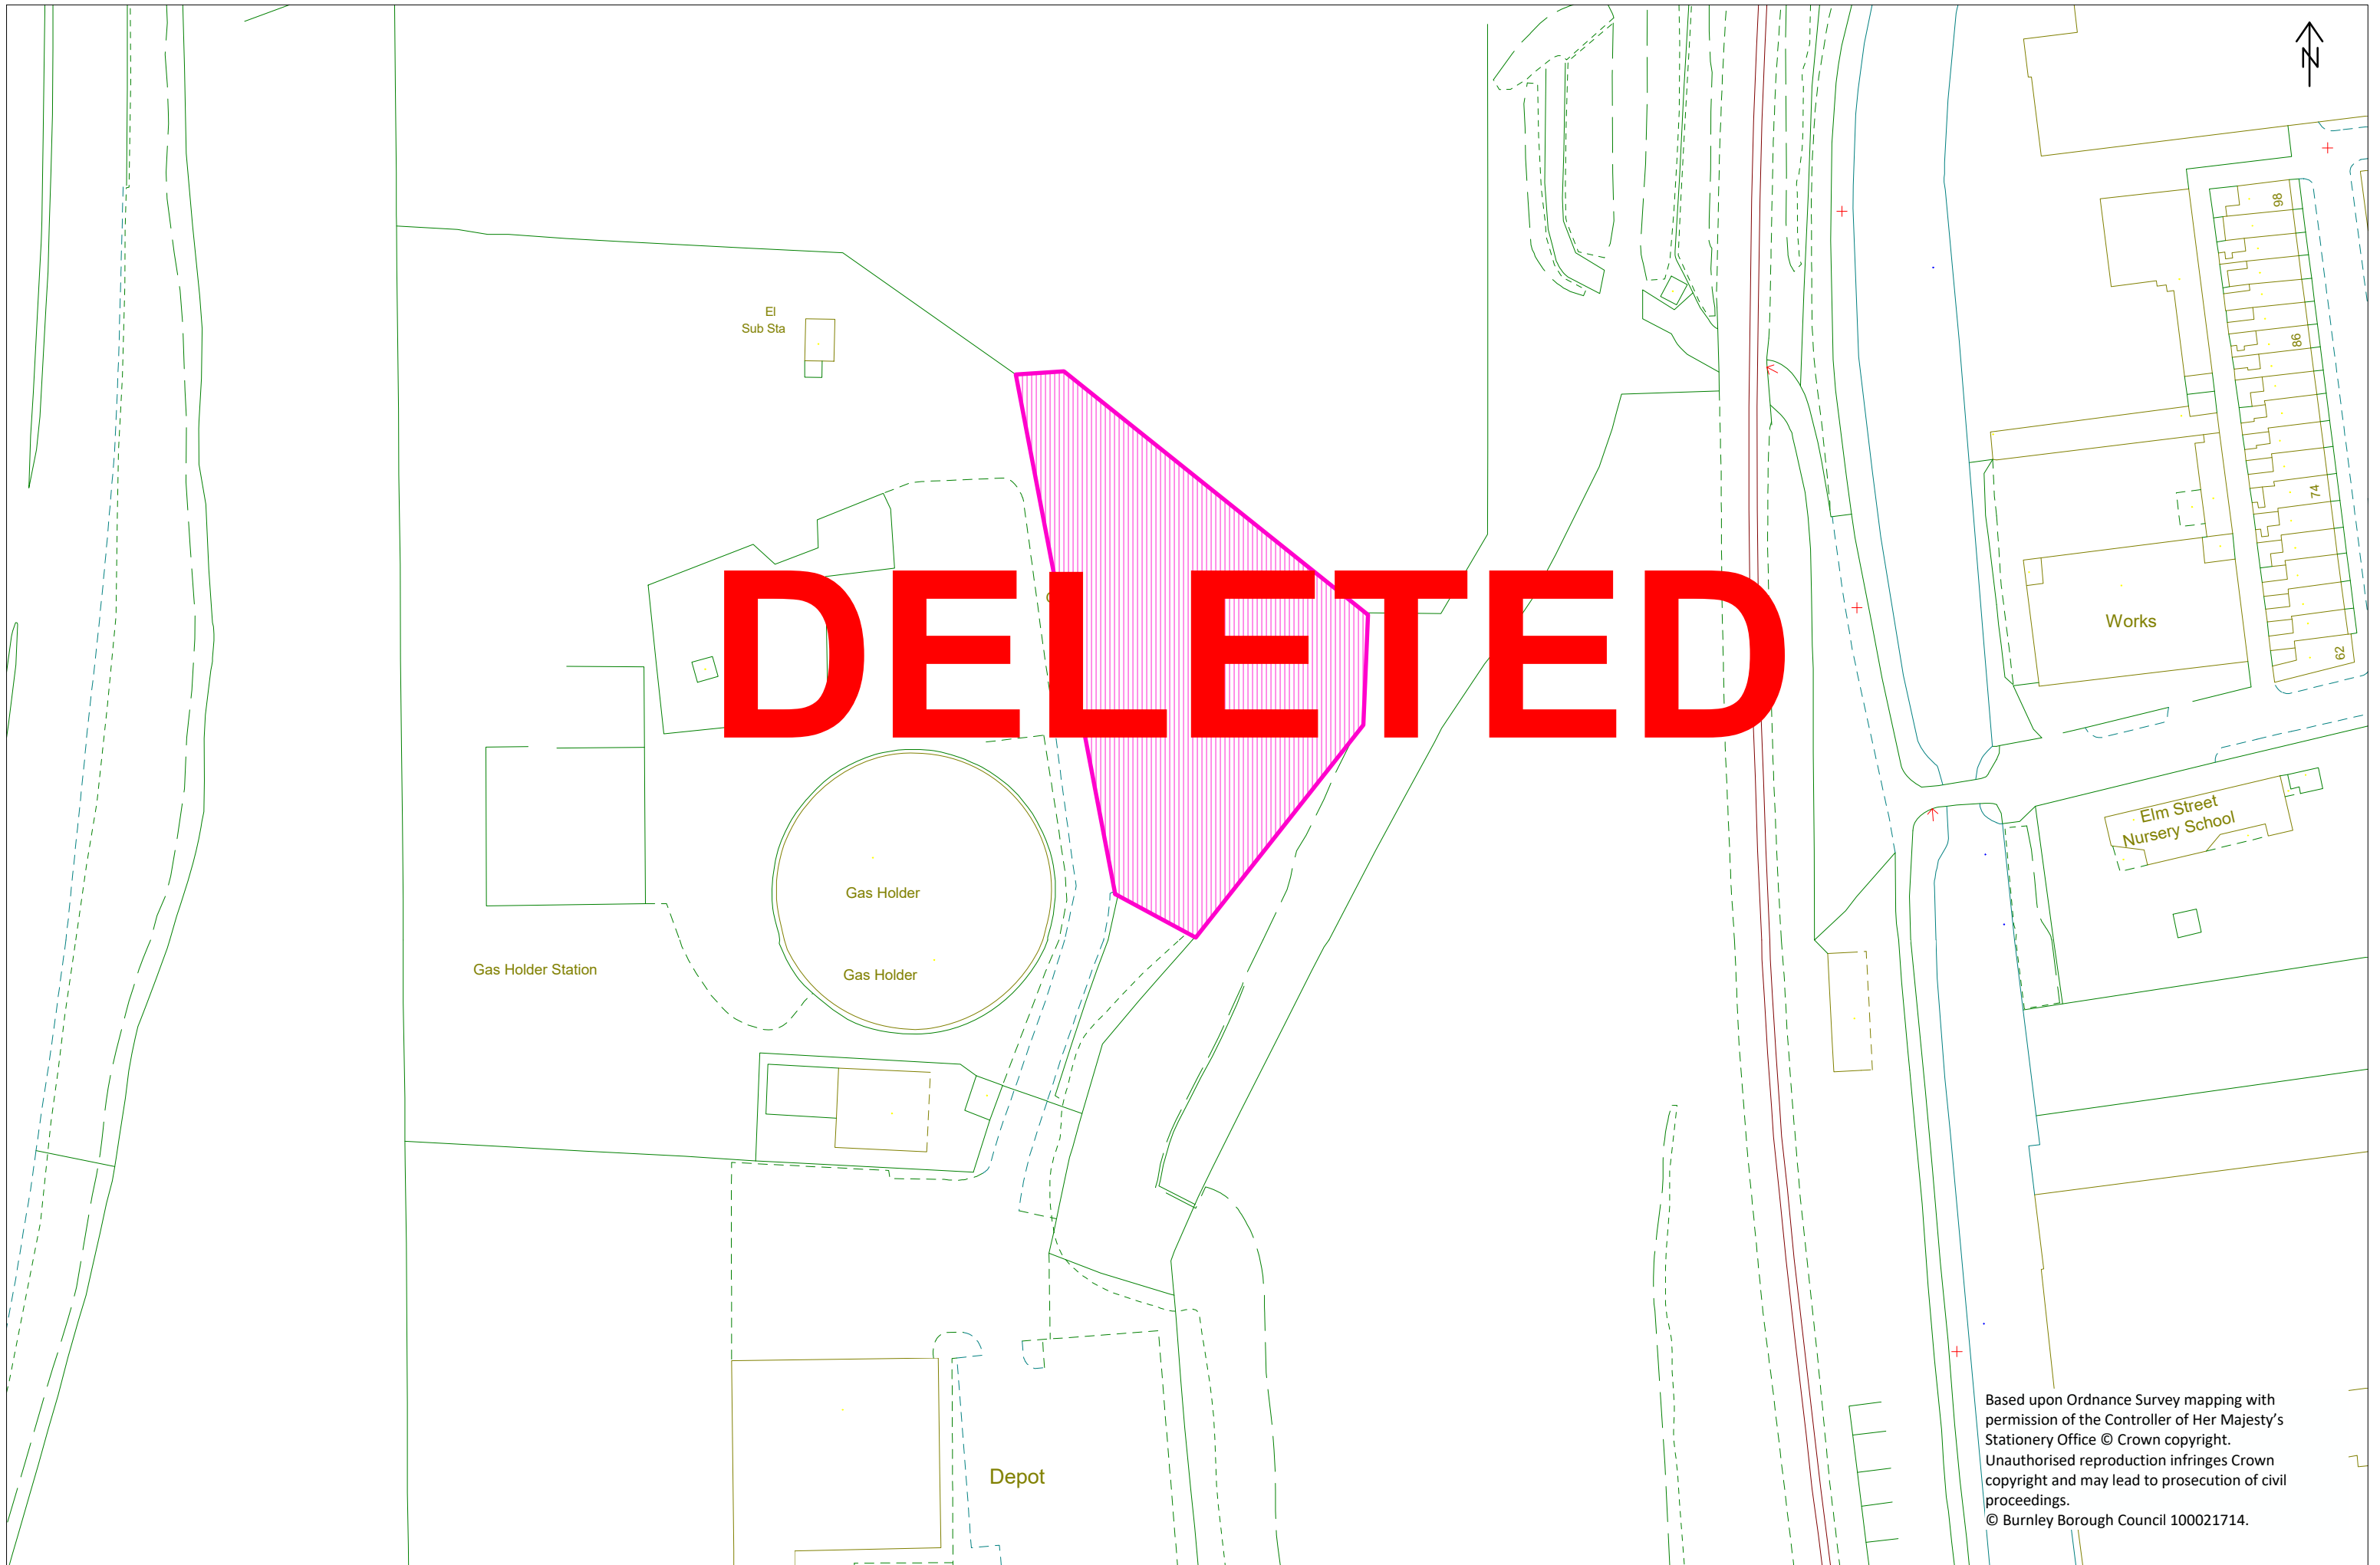 N
El
Sub Sta
98
86
74
62
DELETED
Works
Elm Street
Nursery School
Gas Holder
Gas Holder
Gas Holder Station
Depot
Based upon Ordnance Survey mapping with
permission of the Controller of Her Majesty's
Stationery Office © Crown copyright.
Unauthorised reproduction infringes Crown
copyright and may lead to prosecution of civil
proceedings.
© Burnley Borough Council 100021714.